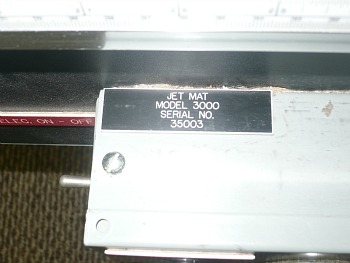 JET MAT
MODEL 3000
SERIAL NO.
35003
ELEC. ON - OFF